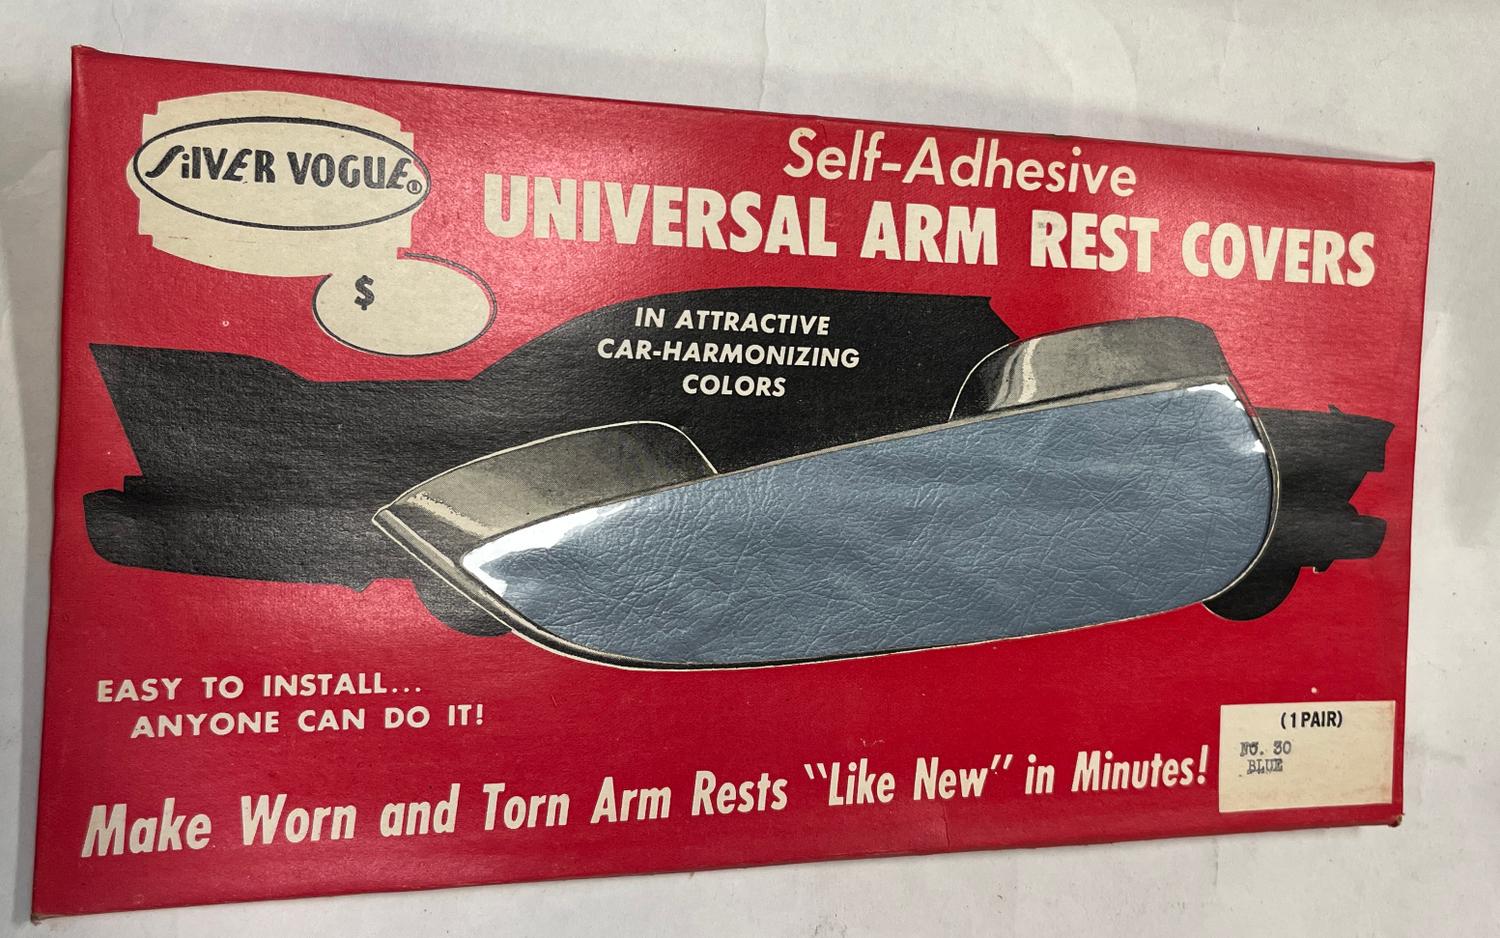 SilVER VOGUE®
Self-Adhesive
UNIVERSAL ARM REST COVERS
$
IN ATTRACTIVE
CAR-HARMONIZING
COLORS
EASY TO INSTALL...
ANYONE CAN DO IT!
Make Worn and Torn Arm Rests "Like New" in Minutes!
(1 PAIR)
NO. 30
BLUE